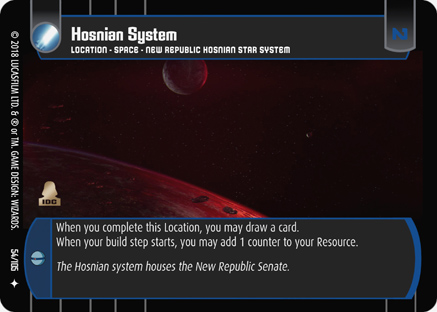 Hosnian System
LOCATION - SPACE - NEW REPUBLIC HOSNIAN STAR SYSTEM
IDC
When you complete this Location, you may draw a card.
When your build step starts, you may add 1 counter to your Resource.
The Hosnian system houses the New Republic Senate.
© 2018 LUCASFILM LTD. & ® or TM. GAME DESIGN: WIZARDS.
54/105